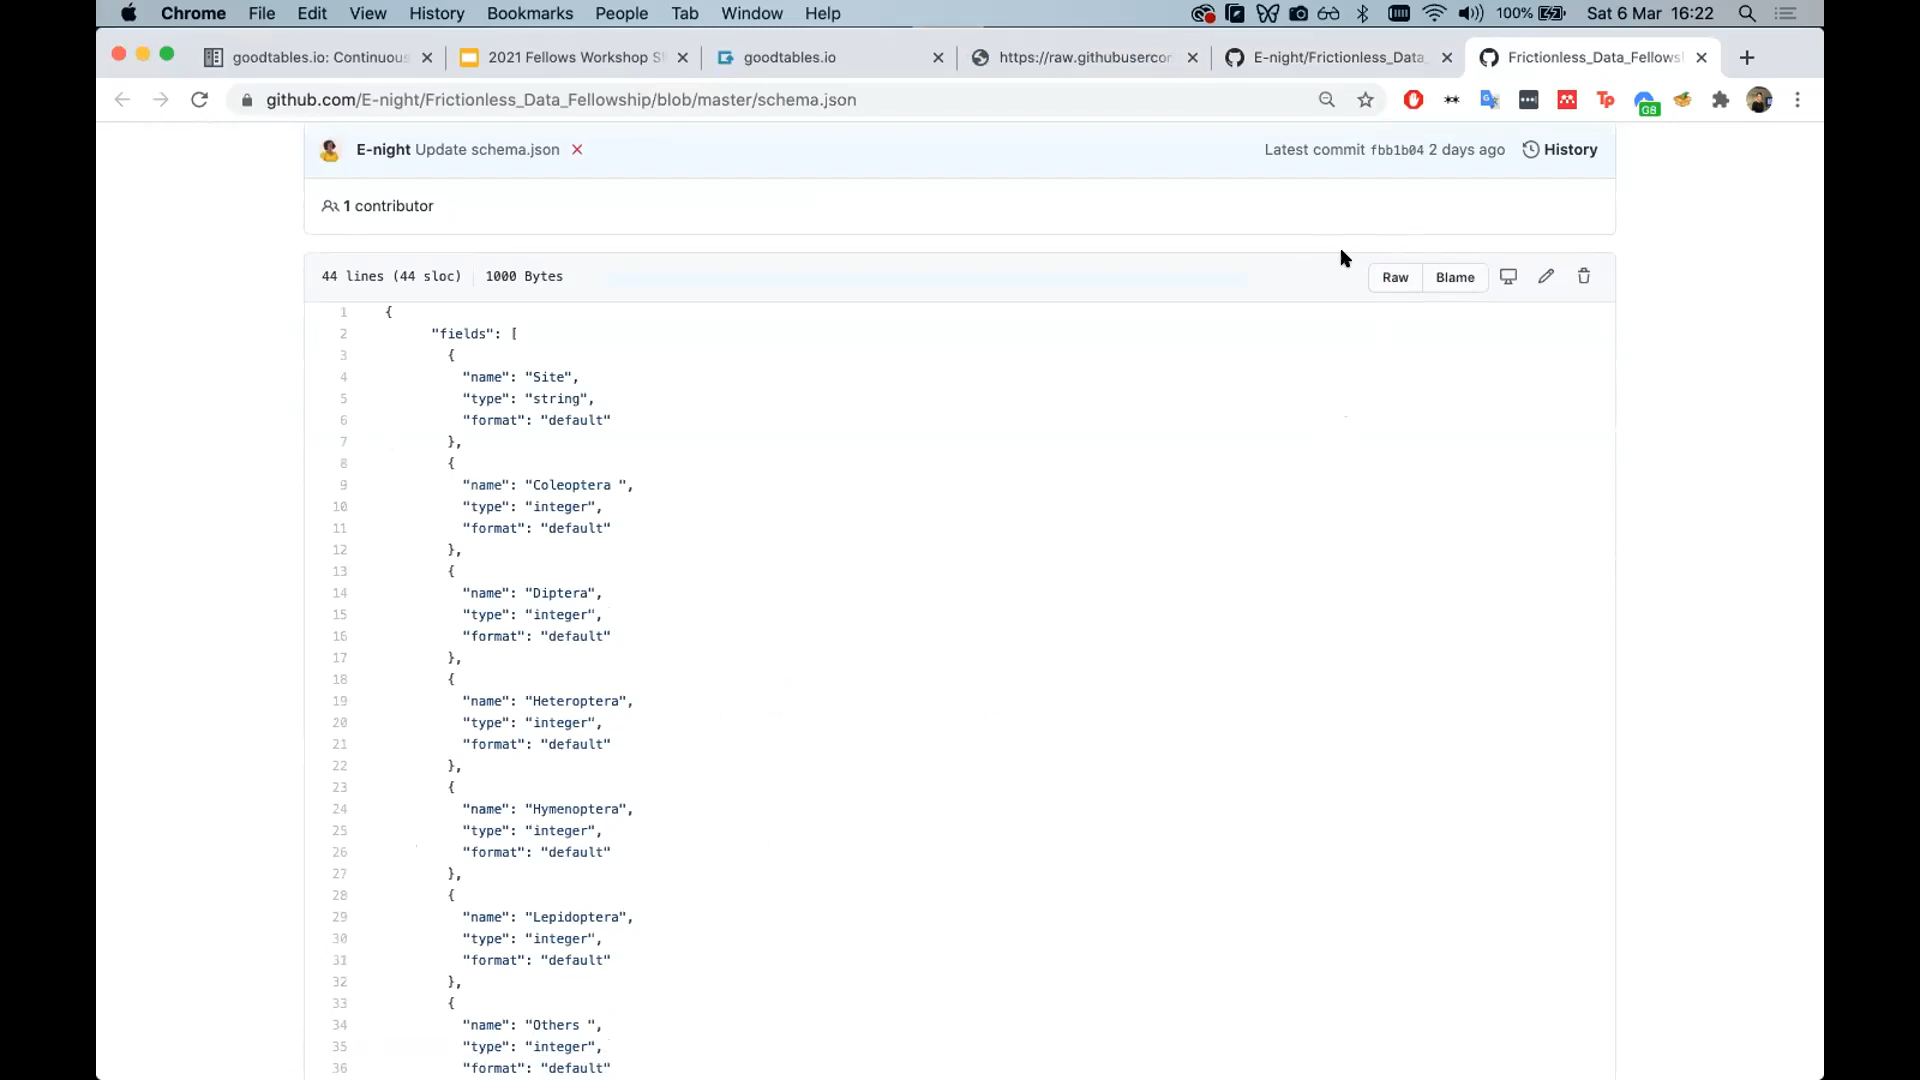 Chrome File Edit View History Bookmarks People Tab Window Help 100% Sat 6 Mar 16:22
goodtables.io: Continuous 2021 Fellows Workshop S goodtables.io https://raw.githubusercor E-night/Frictionless_Data_ Frictionless_Data_Fellows
github.com/E-night/Frictionless_Data_Fellowship/blob/master/schema.json Tp GB
E-night Update schema.json Latest commit fbb1b04 2 days ago History
1 contributor
44 lines (44 sloc) 1000 Bytes Raw Blame
1 {
2 "fields": [
3 {
4 "name": "Site",
5 "type": "string",
6 "format": "default"
7 },
8 {
9 "name": "Coleoptera ",
10 "type": "integer",
11 "format": "default"
12 },
13 {
14 "name": "Diptera",
15 "type": "integer",
16 "format": "default"
17 },
18 {
19 "name": "Heteroptera",
20 "type": "integer",
21 "format": "default"
22 },
23 {
24 "name": "Hymenoptera",
25 "type": "integer",
26 "format": "default"
27 },
28 {
29 "name": "Lepidoptera",
30 "type": "integer",
31 "format": "default"
32 },
33 {
34 "name": "Others ",
35 "type": "integer",
36 "format": "default"